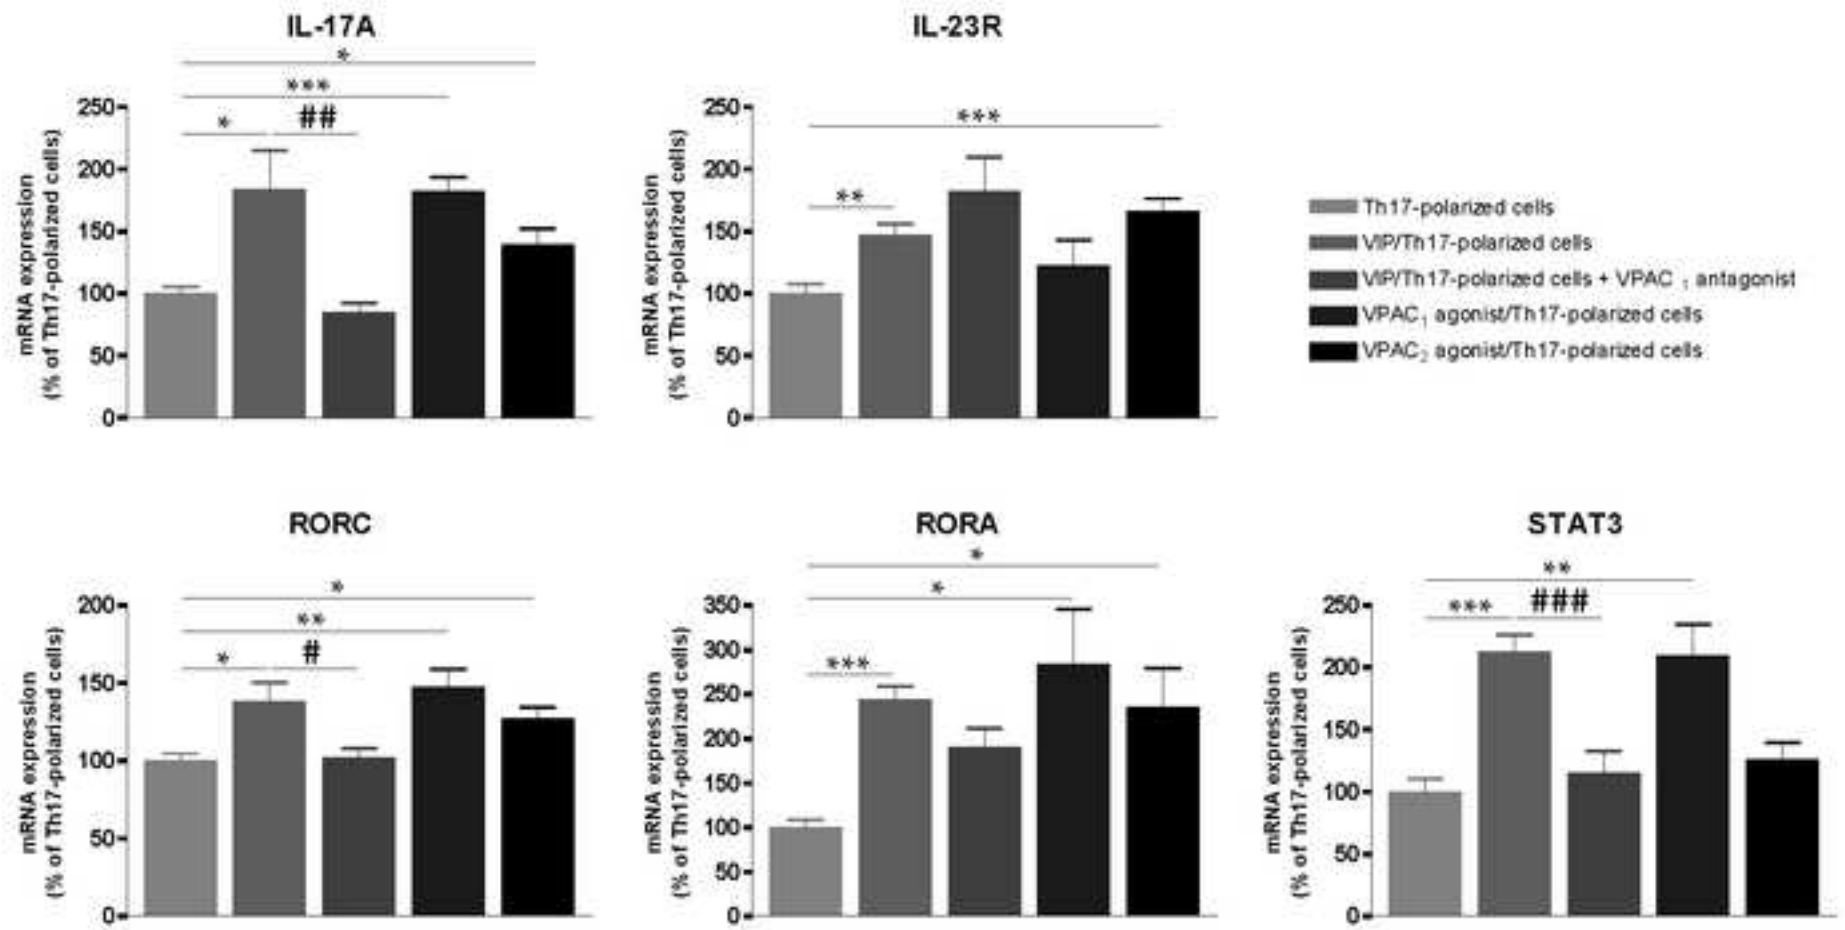 IL-17A
*
***
* ##
mRNA expression
(% of Th17-polarized cells)
250
200
150
100
50
0
IL-23R
***
**
mRNA expression
(% of Th17-polarized cells)
250
200
150
100
50
0
Th17-polarized cells
VIP/Th17-polarized cells
VIP/Th17-polarized cells + VPAC 1 antagonist
VPAC1 agonist/Th17-polarized cells
VPAC2 agonist/Th17-polarized cells
RORC
*
**
* #
mRNA expression
(% of Th17-polarized cells)
200
150
100
50
0
RORA
*
*
***
mRNA expression
(% of Th17-polarized cells)
350
300
250
200
150
100
50
0
STAT3
**
*** ###
mRNA expression
(% of Th17-polarized cells)
250
200
150
100
50
0